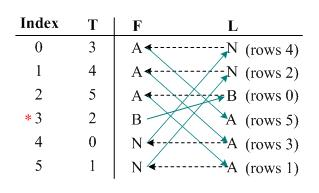 Index T F L
0 3 A N (rows 4)
1 4 A N (rows 2)
2 5 A B (rows 0)
*3 2 B A (rows 5)
4 0 N A (rows 3)
5 1 N A (rows 1)